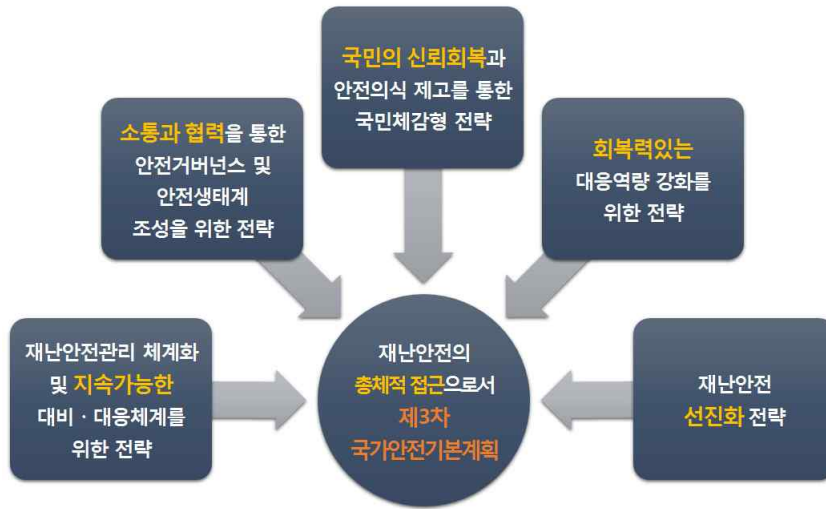 국민의 신뢰회복과
안전의식 제고를 통한
국민체감형 전략
소통과 협력을 통한
안전거버넌스 및
안전생태계
조성을 위한 전략
회복력있는
대응역량 강화를
위한 전략
재난안전관리 체계화
및 지속가능한
대비 · 대응체계를
위한 전략
재난안전의
총체적 접근으로서
제3차
국가안전기본계획
재난안전
선진화 전략